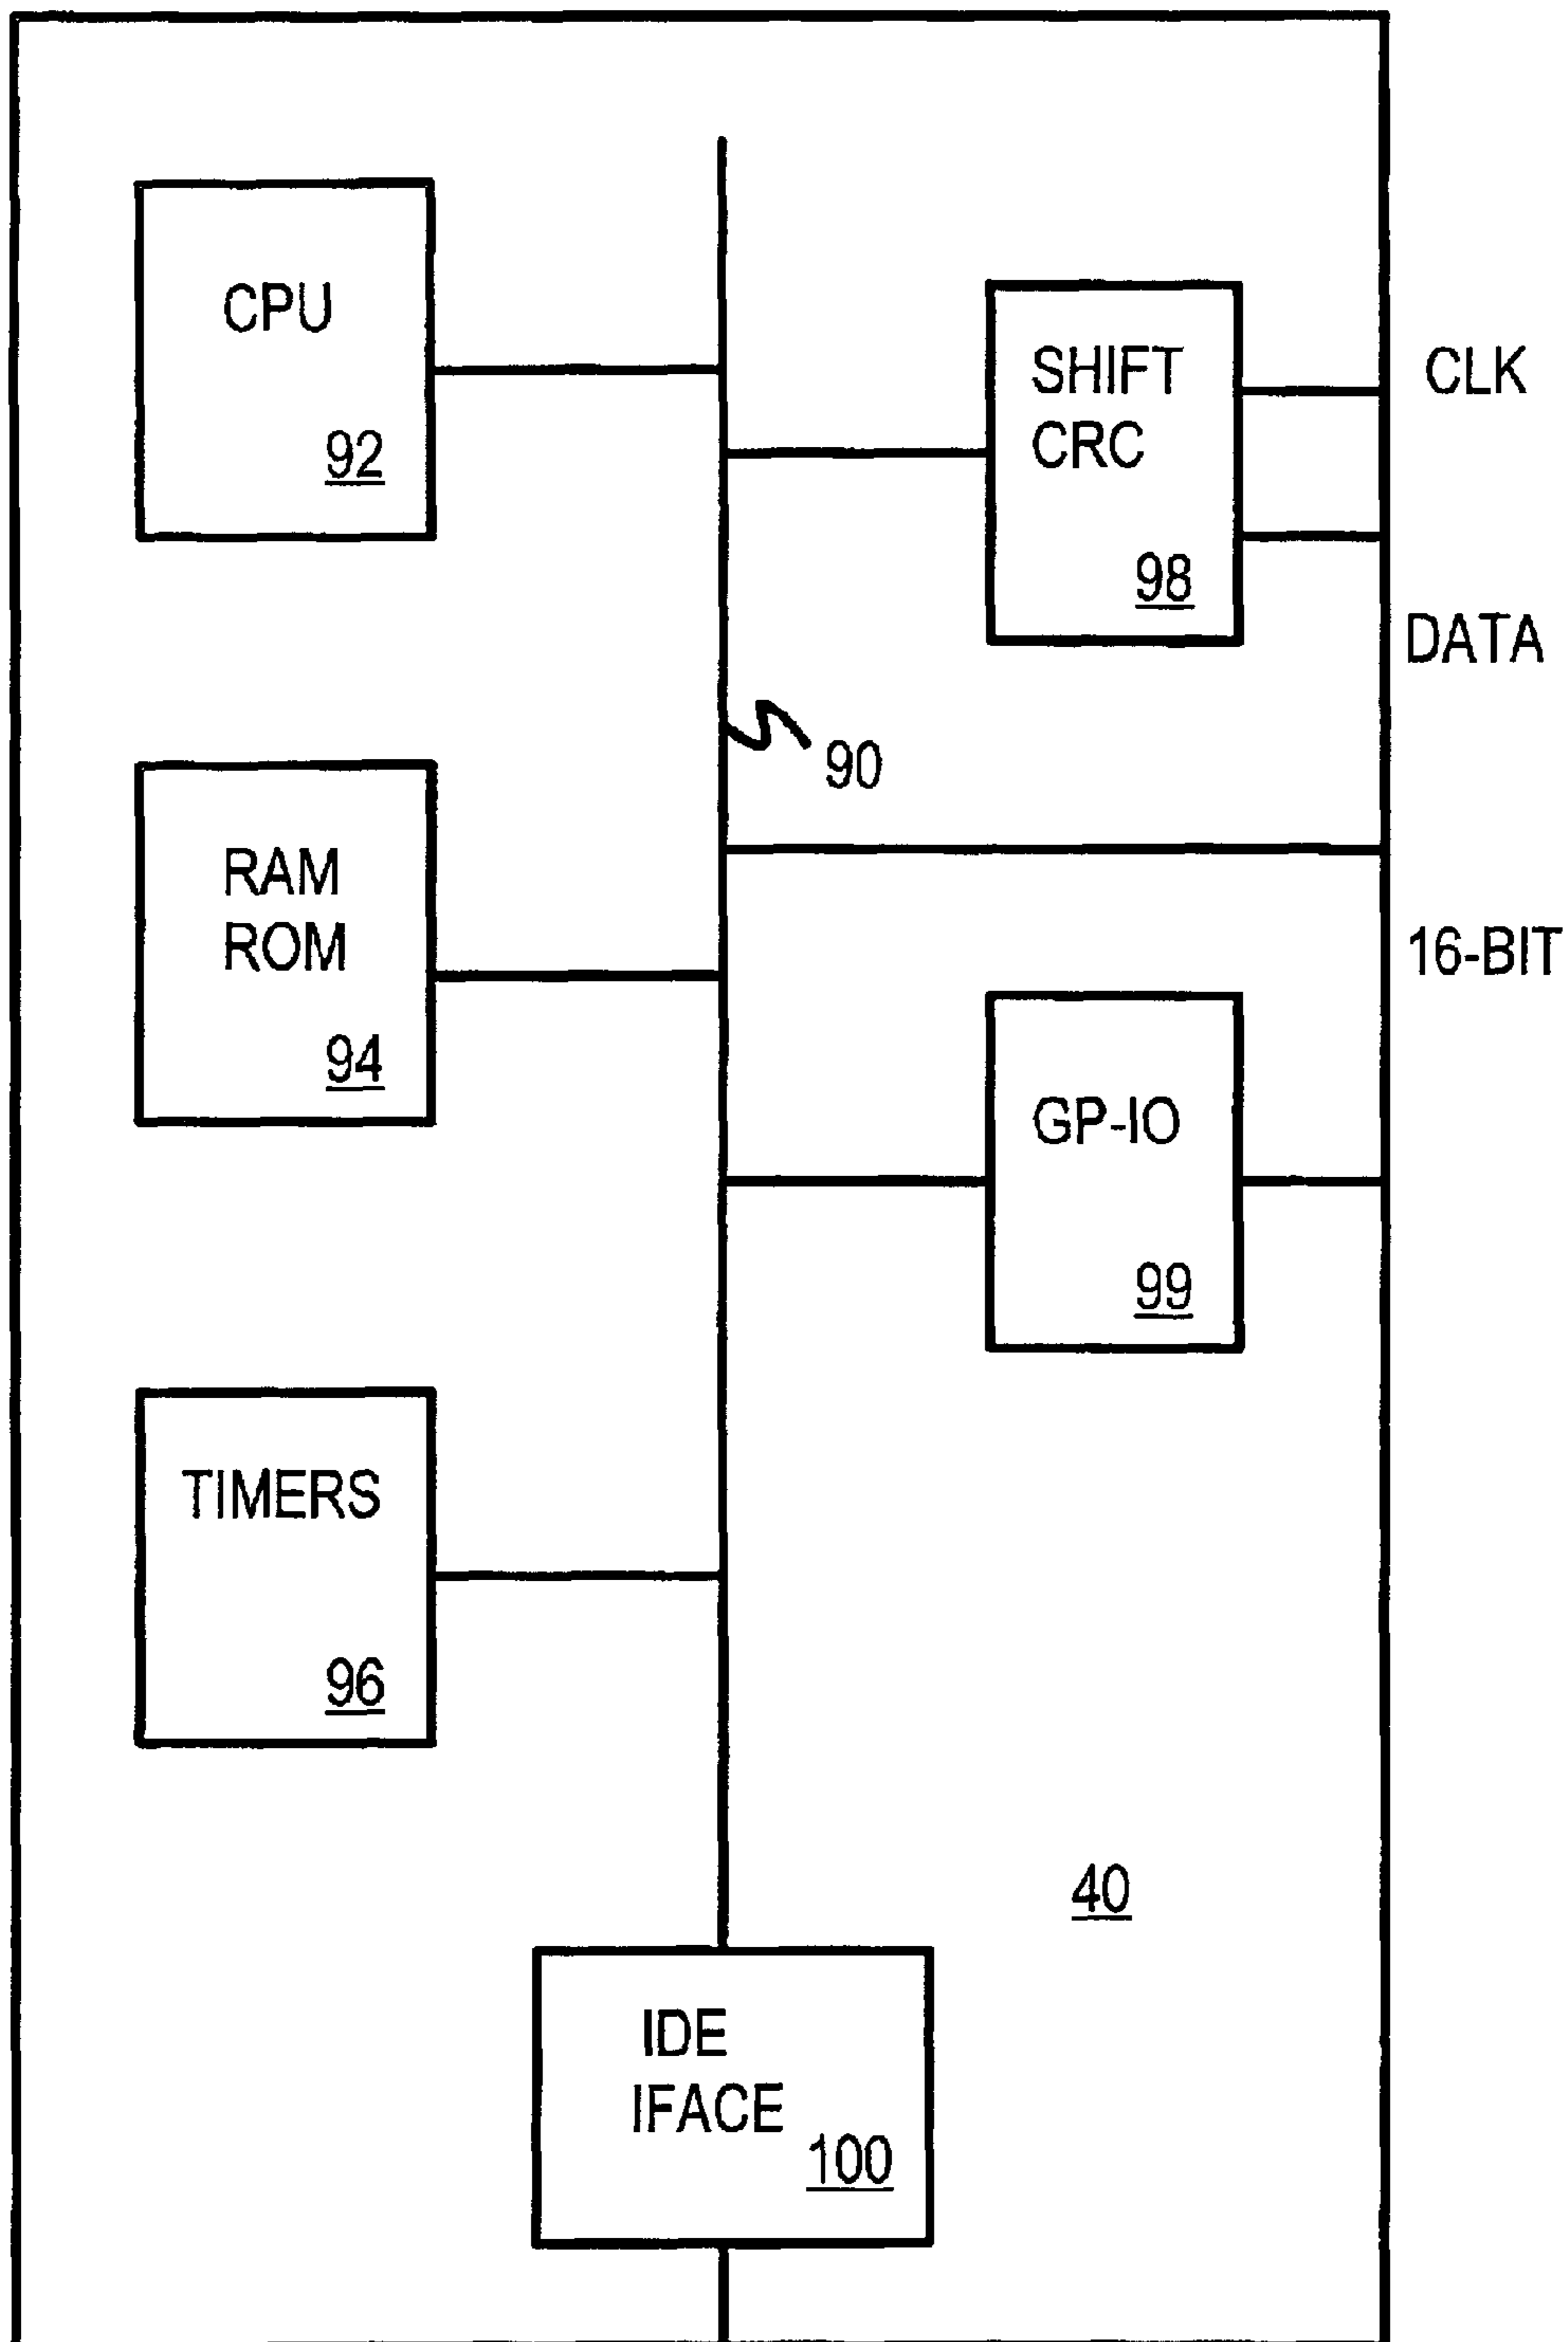 CPU
92
SHIFT
CRC
98
CLK
DATA
90
RAM
ROM
94
16-BIT
GP-IO
99
TIMERS
96
40
IDE
IFACE
100